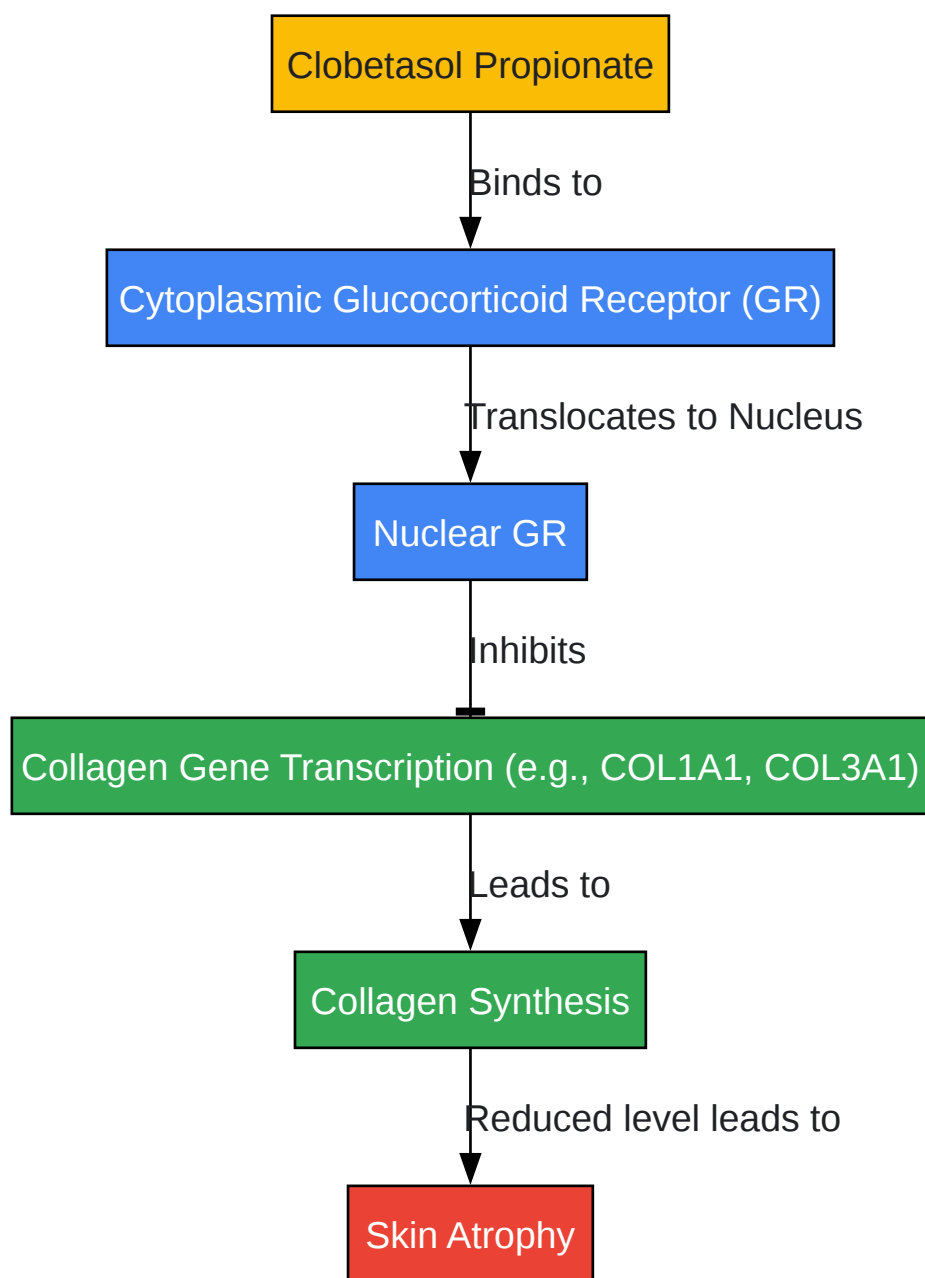 Clobetasol Propionate
Binds to
Cytoplasmic Glucocorticoid Receptor (GR)
Translocates to Nucleus
Nuclear GR
Inhibits
Collagen Gene Transcription (e.g., COL1A1, COL3A1)
Leads to
Collagen Synthesis
Reduced level leads to
Skin Atrophy